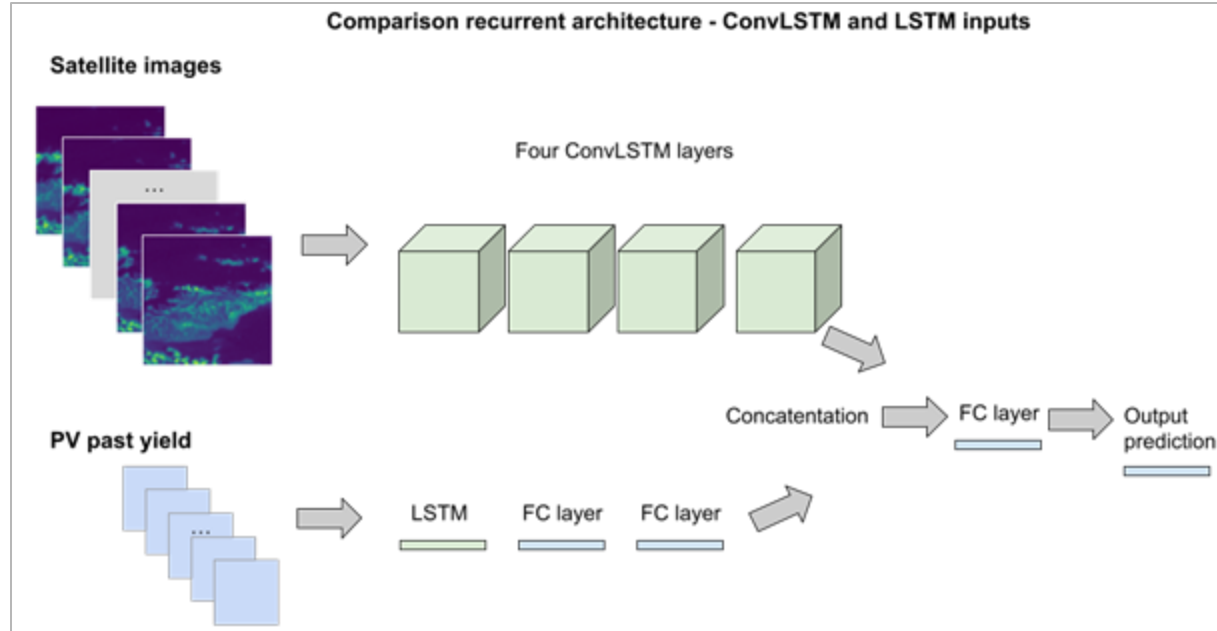 Comparison recurrent architecture - ConvLSTM and LSTM inputs
Satellite images
...
Four ConvLSTM layers
Concatentation
FC layer
Output
prediction
PV past yield
...
LSTM
FC layer
FC layer